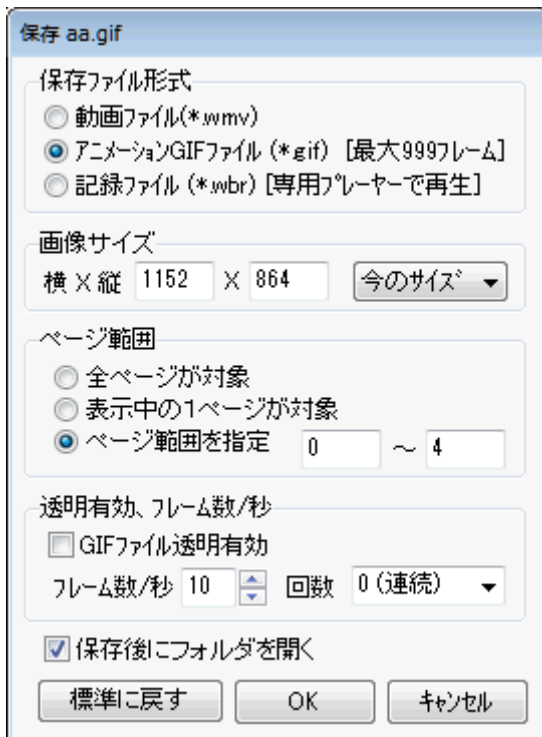 保存 aa.gif
保存ファイル形式
動画ファイル(*.wmv)
アニメーションGIFファイル (*gif) [最大999フレーム]
記録ファイル (*.wbr) [専用プレーヤーで再生]
画像サイズ
横 X 縦 1152 X 864 今のサイズ
ページ範囲
全ページが対象
表示中の1ページが対象
ページ範囲を指定 0 ～ 4
透明有効、フレーム数/秒
GIFファイル透明有効
フレーム数/秒 10 回数 0 (連続)
保存後にフォルダを開く
標準に戻す OK キャンセル